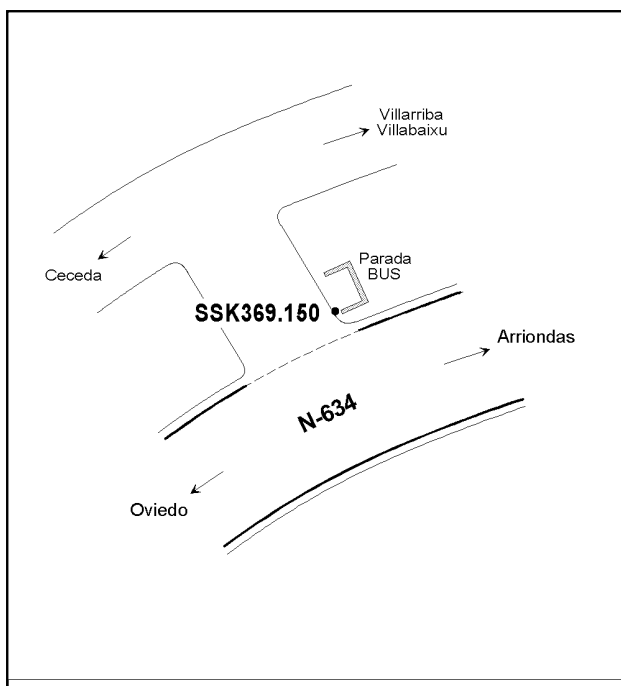 Villarriba
Villabaixu
Ceceda
Parada
BUS
SSK369.150
Arriondas
N-634
Oviedo